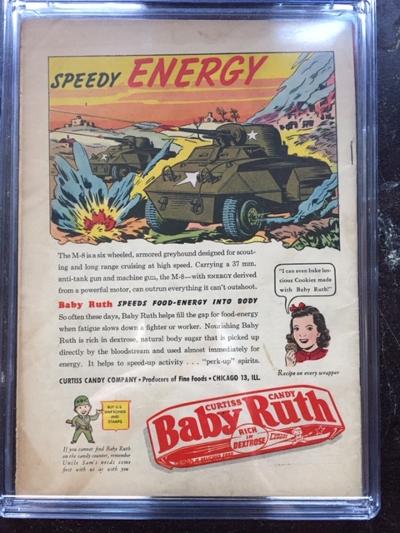 SPEEDY ENERGY
The M-8 is a six wheeled, armored greyhound designed for scout-
ing and long range cruising at high speed. Carrying a 37 mm.
anti-tank gun and machine gun, the M-8—with ENERGY derived
from a powerful motor, can outrun everything it can't outshoot.
Baby Ruth SPEEDS FOOD-ENERGY INTO BODY
So often these days, Baby Ruth helps fill the gap for food-energy
when fatigue slows down a fighter or worker. Nourishing Baby
Ruth is rich in dextrose, natural body sugar that is picked up
directly by the bloodstream and used almost immediately for
energy. It helps to speed-up activity ... "perk-up" spirits.
CURTISS CANDY COMPANY • Producers of Fine Foods • CHICAGO 13, ILL.
"I can even bake lus-
tious Cookies made
with Baby Ruth!"
Recipe on every wrapper
BUY U.S.
WAR BONDS
AND
STAMPS
If you cannot find Baby Ruth
on the candy counter, remember
Uncle Sam's needs come
first with us as with you
CURTISS CANDY
Baby Ruth
RICH
IN
DEXTROSE